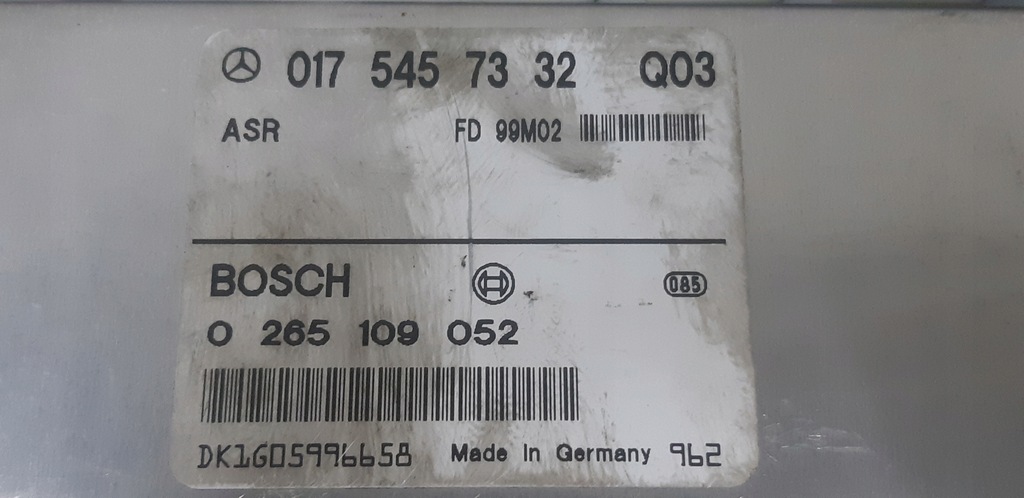 017 545 73 32 Q03
ASR FD 99M02
BOSCH 085
0 265 109 052
DK1G05996658 Made In Germany 962